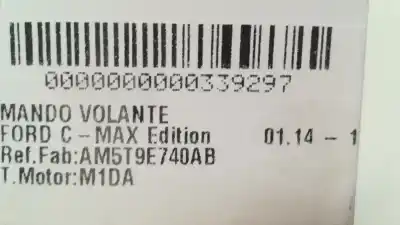 0000000000339297
MANDO VOLANTE
FORD C-MAX Edition 01.14 - 1
Ref.Fab:AM5T9E740AB
T.Motor:M1DA